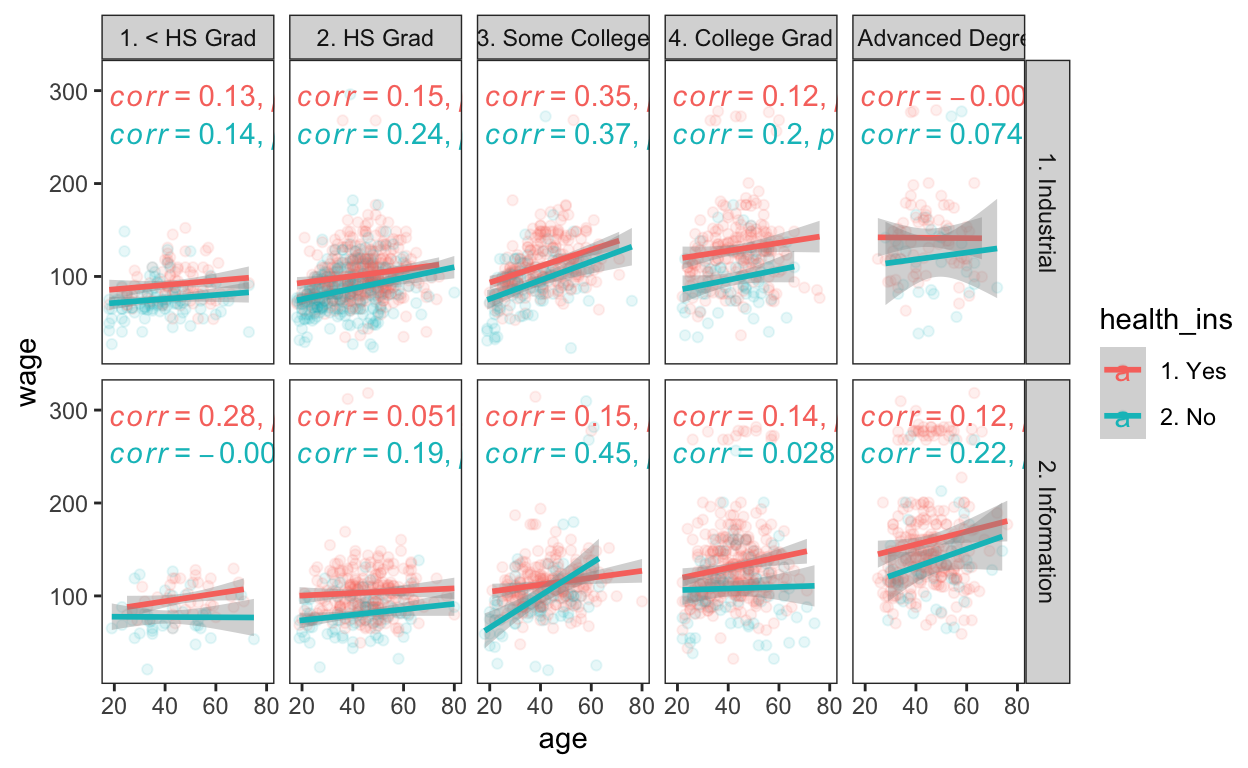 1. < HS Grad
2. HS Grad
3. Some College
4. College Grad
Advanced Degre
corr = 0.13,
corr = 0.14,
corr = 0.15,
corr = 0.24,
corr = 0.35,
corr = 0.37,
corr = 0.12,
corr = 0.2, p
corr = −0.00
corr = 0.074
1. Industrial
300
200
100
corr = 0.28,
corr = −0.00
corr = 0.051
corr = 0.19,
corr = 0.15,
corr = 0.45,
corr = 0.14,
corr = 0.028
corr = 0.12,
corr = 0.22,
2. Information
300
200
100
wage
20 40 60 80
20 40 60 80
20 40 60 80
20 40 60 80
20 40 60 80
age
health_ins
a 1. Yes
a 2. No